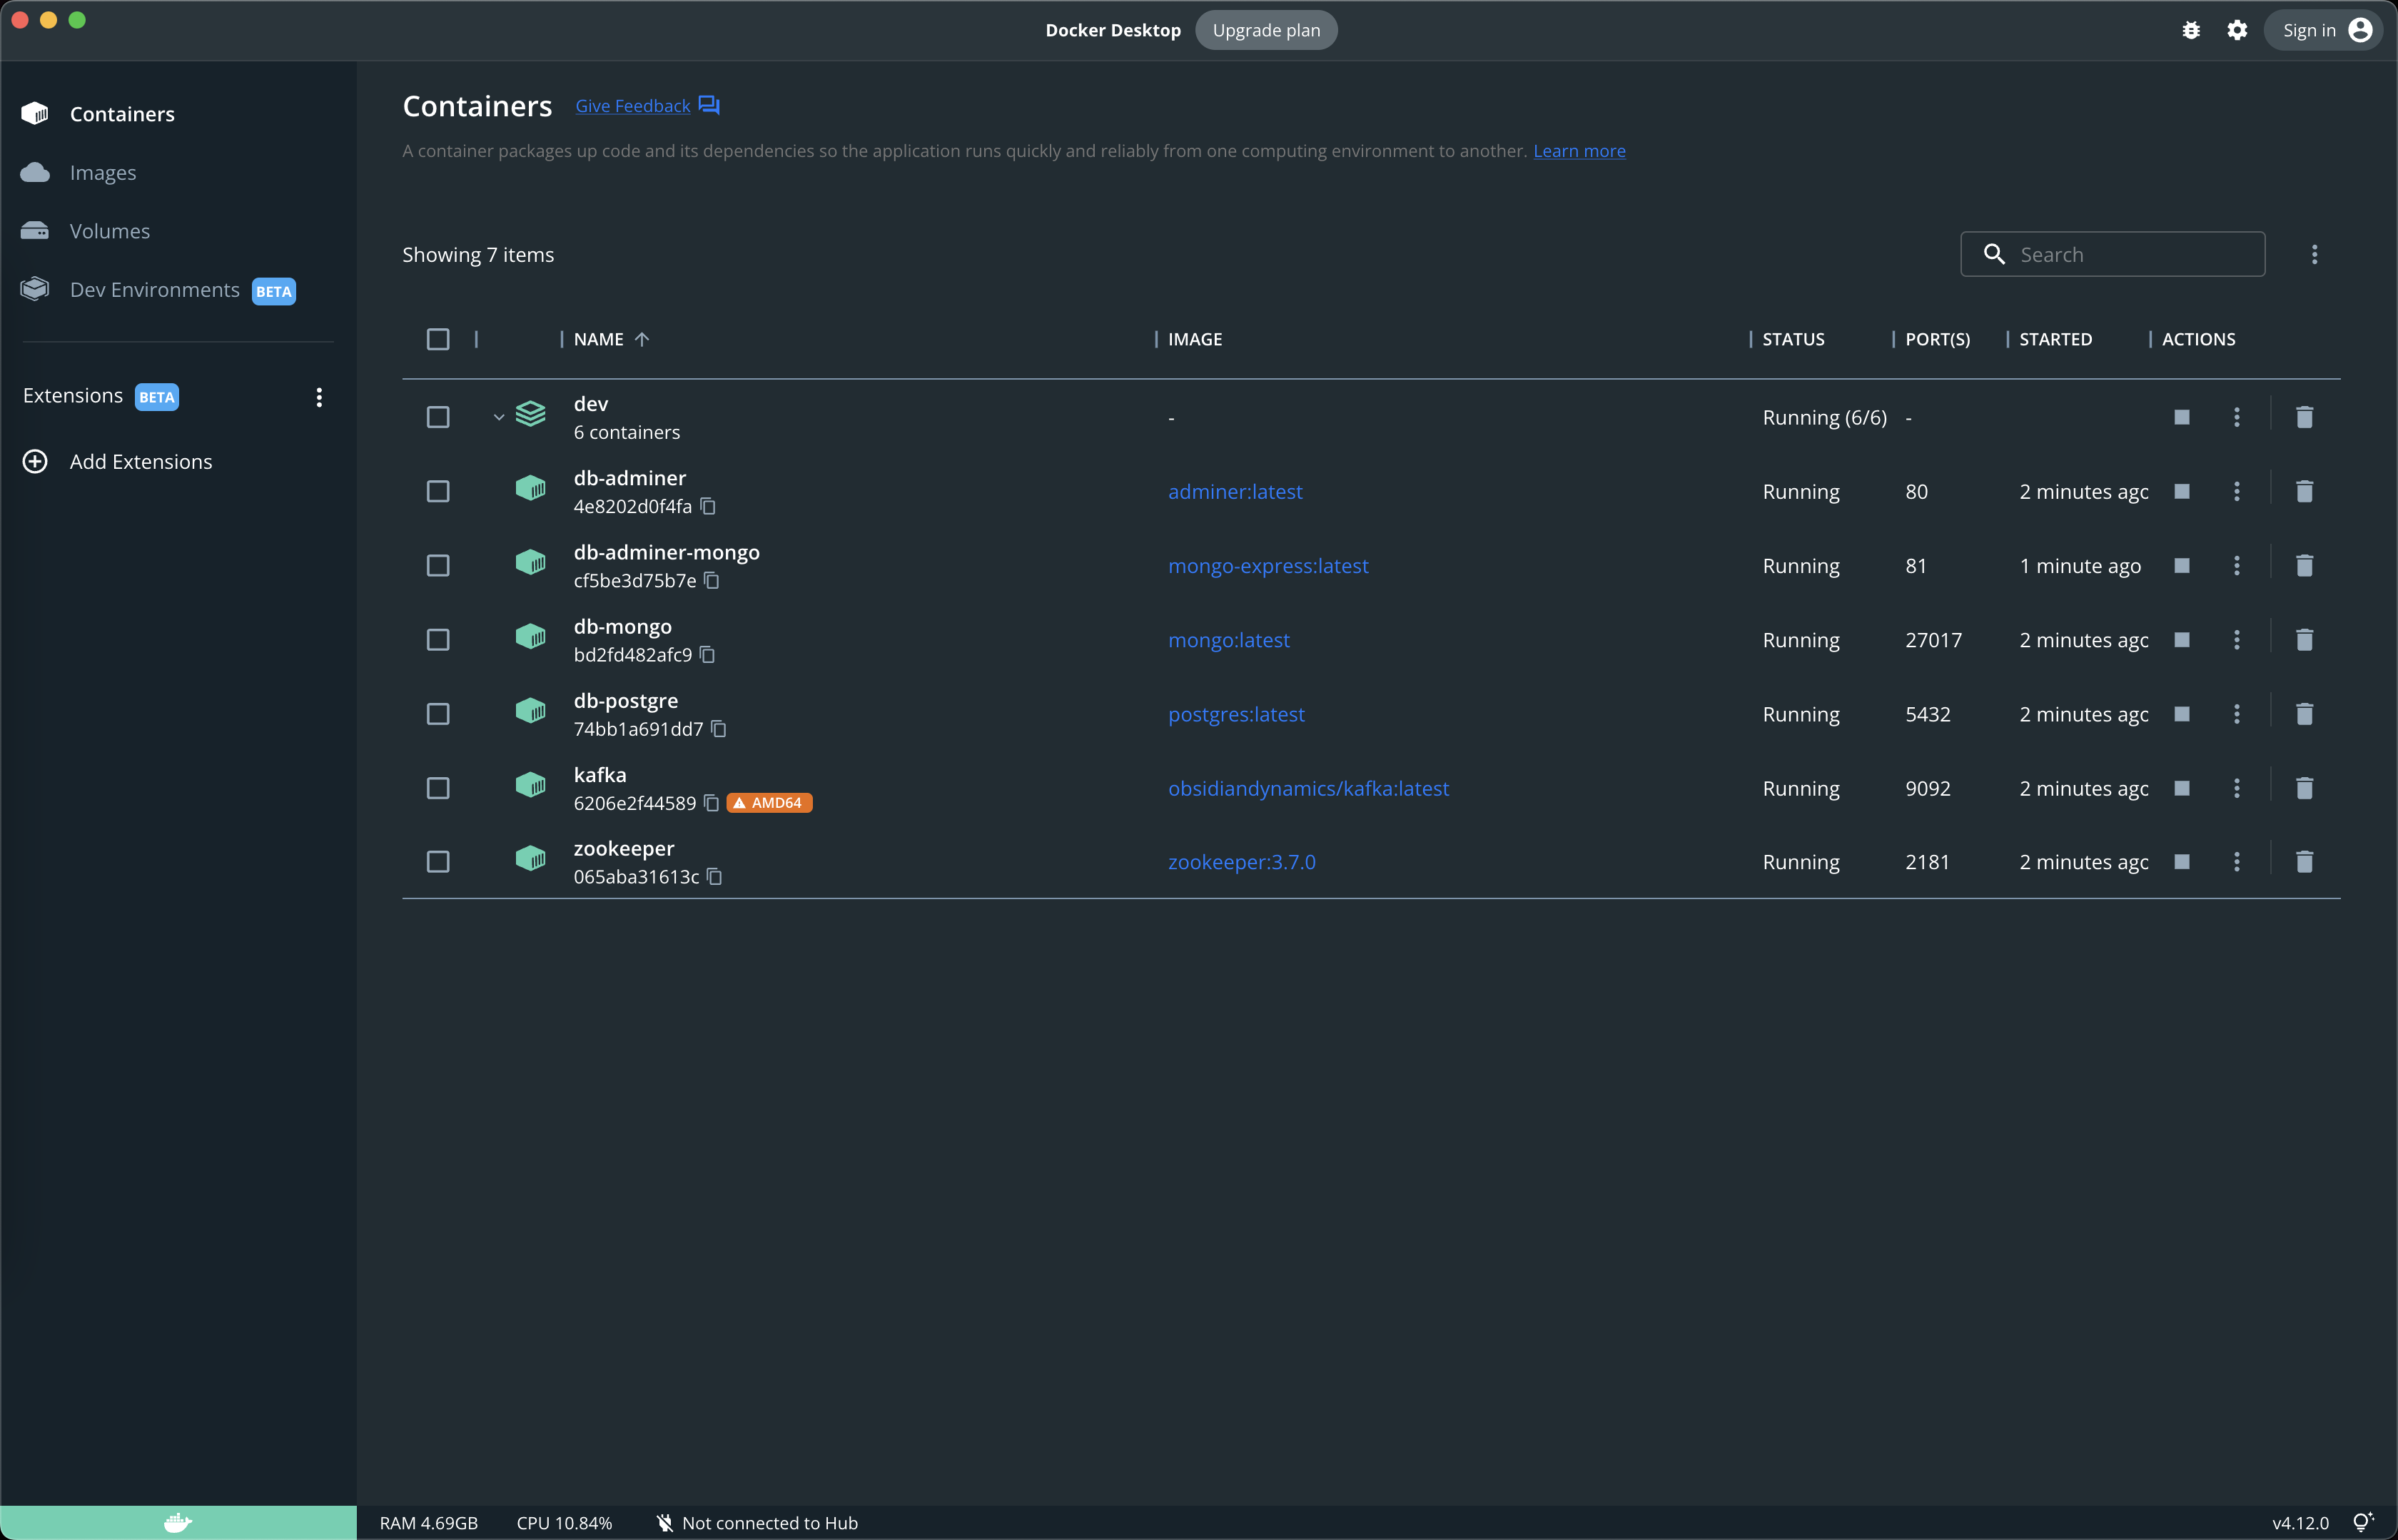 Docker Desktop Upgrade plan Sign in
Containers
Images
Volumes
Dev Environments BETA
Extensions BETA
Add Extensions
Containers Give Feedback
A container packages up code and its dependencies so the application runs quickly and reliably from one computing environment to another. Learn more
Showing 7 items Search
NAME IMAGE STATUS PORT(S) STARTED ACTIONS
dev
6 containers
- Running (6/6) -
db-adminer
4e8202d0f4fa
adminer:latest Running 80 2 minutes ago
db-adminer-mongo
cf5be3d75b7e
mongo-express:latest Running 81 1 minute ago
db-mongo
bd2fd482afc9
mongo:latest Running 27017 2 minutes ago
db-postgre
74bb1a691dd7
postgres:latest Running 5432 2 minutes ago
kafka
6206e2f44589 AMD64
obsidiandynamics/kafka:latest Running 9092 2 minutes ago
zookeeper
065aba31613c
zookeeper:3.7.0 Running 2181 2 minutes ago
RAM 4.69GB CPU 10.84% Not connected to Hub v4.12.0